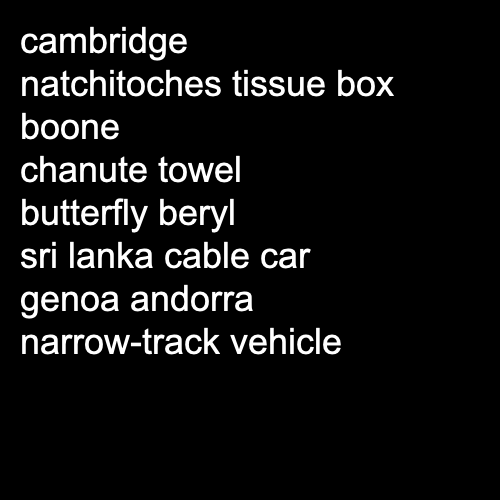 cambridge
natchitoches tissue box
boone
chanute towel
butterfly beryl
sri lanka cable car
genoa andorra
narrow-track vehicle